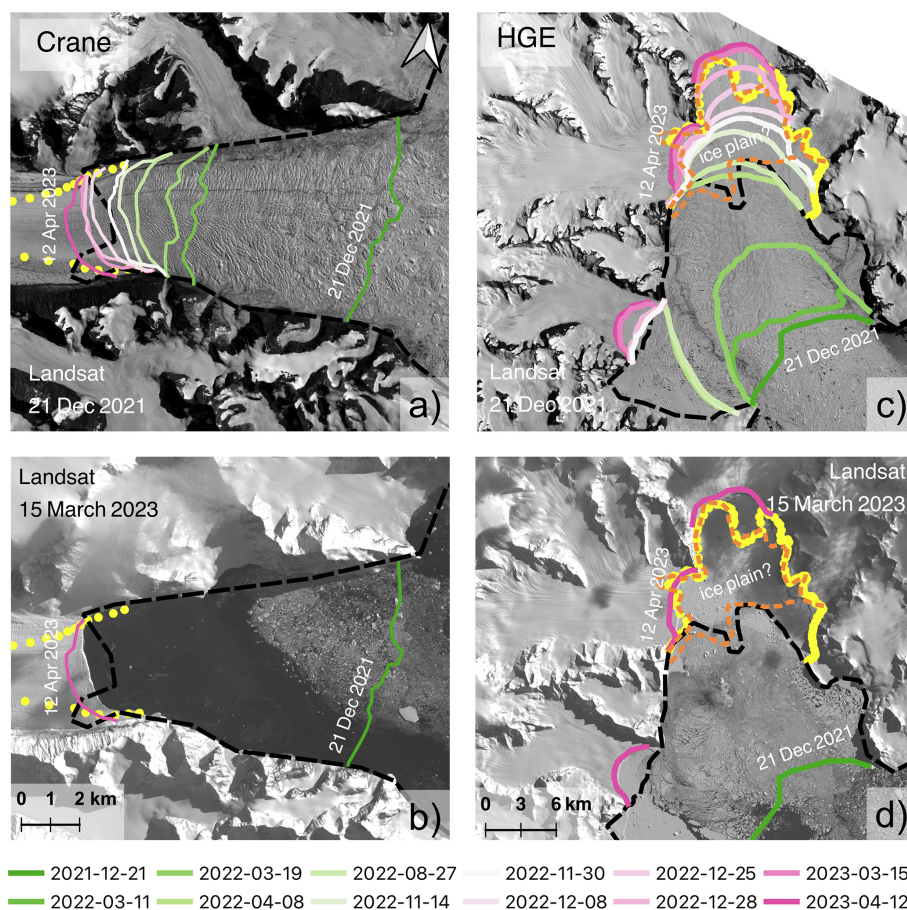 Crane
12 Apr 2023
21 Dec 2021
Landsat
21 Dec 2021
a)
HGE
12 Apr 2023
ice plain?
21 Dec 2021
Landsat
21 Dec 2021
c)
Landsat
15 March 2023
12 Apr 2023
21 Dec 2021
0 1 2 km
b)
Landsat
15 March 2023
12 Apr 2023
ice plain?
21 Dec 2021
0 3 6 km
d)
2021-12-21 2022-03-19 2022-08-27 2022-11-30 2022-12-25 2023-03-15
2022-03-11 2022-04-08 2022-11-14 2022-12-08 2022-12-28 2023-04-12